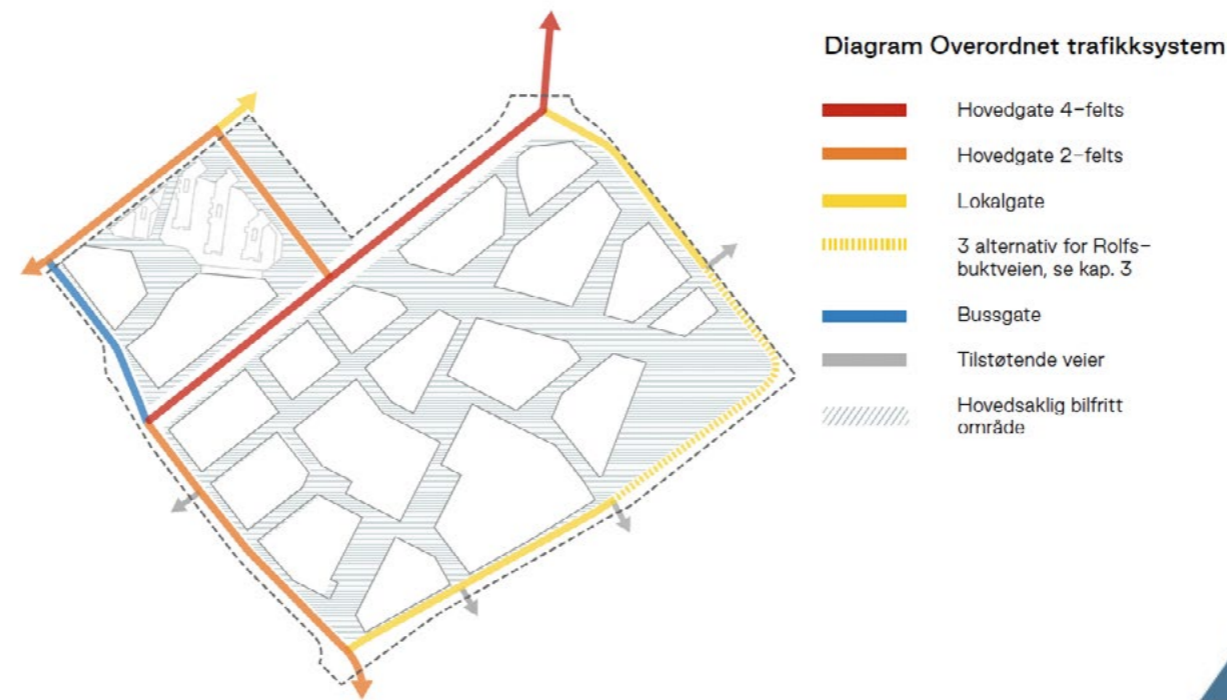 Diagram Overordnet trafikksystem
Hovedgate 4-felts
Hovedgate 2-felts
Lokalgate
3 alternativ for Rolfs-
buktveien, se kap. 3
Bussgate
Tilstøtende veier
Hovedsaklig bilfritt
område